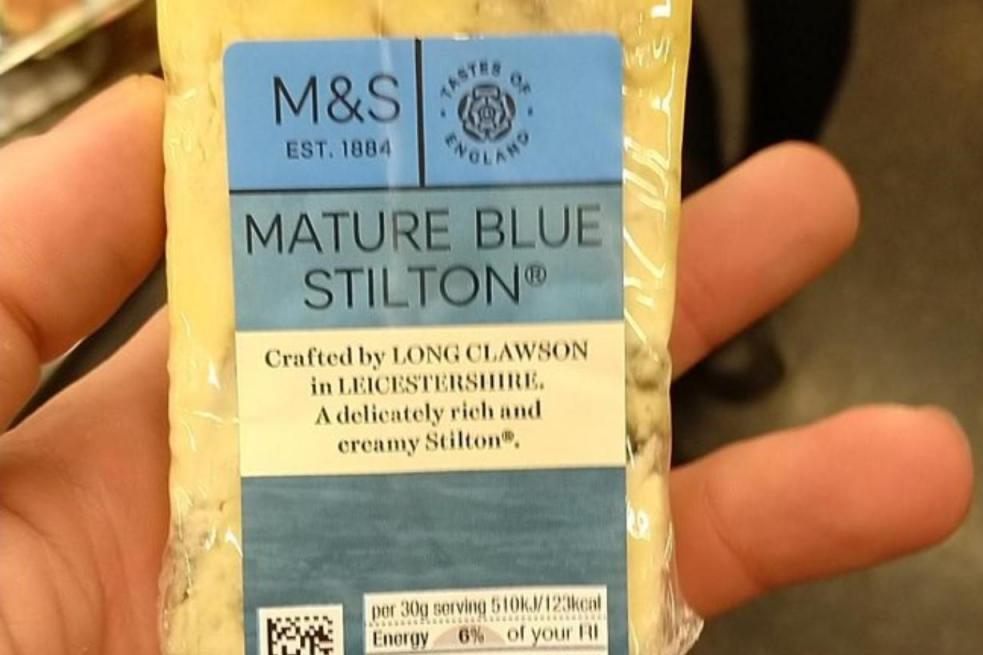 M&S
EST. 1884
TASTES OF
ENGLAND
MATURE BLUE
STILTON®
Crafted by LONG CLAWSON
in LEICESTERSHIRE.
A delicately rich and
creamy Stilton®.
per 30g serving 510kJ/123kcal
Energy 6% of your RI